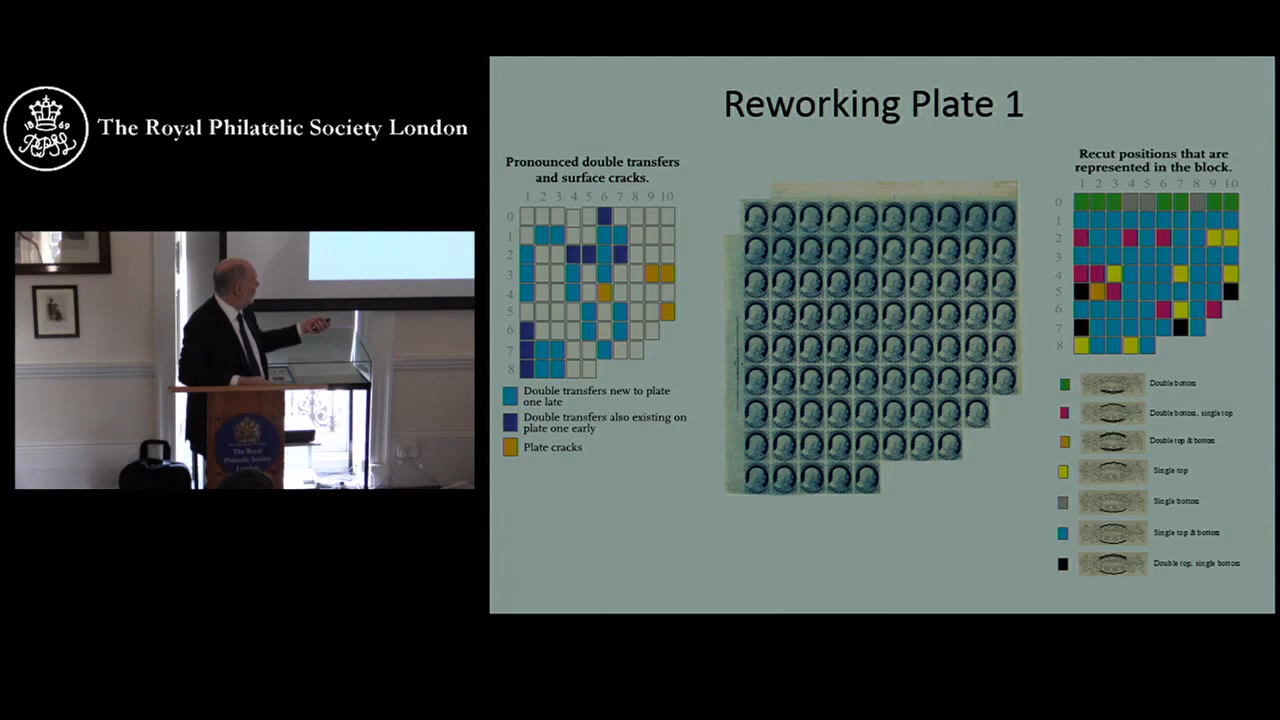 The Royal Philatelic Society London
Reworking Plate 1
Pronounced double transfers
and surface cracks.
1 2 3 4 5 6 7 8 9 10
0
1
2
3
4
5
6
7
8
Double transfers new to plate
one late
Double transfers also existing on
plate one early
Plate cracks
Recut positions that are
represented in the block.
1 2 3 4 5 6 7 8 9 10
0
1
2
3
4
5
6
7
8
Double bottom
Double bottom, single top
Double top & bottom
Single top
Single bottom
Single top & bottom
Double top, single bottom
The Royal
Philatelic Society
London